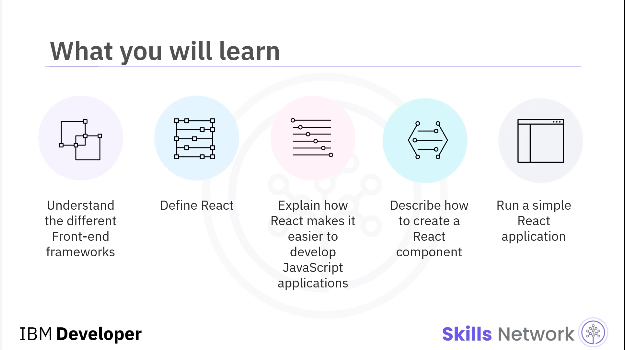 What you will learn
Understand
the different
Front-end
frameworks
Define React
Explain how
React makes it
easier to
develop
JavaScript
applications
Describe how
to create a
React
component
Run a simple
React
application
IBM Developer
Skills Network